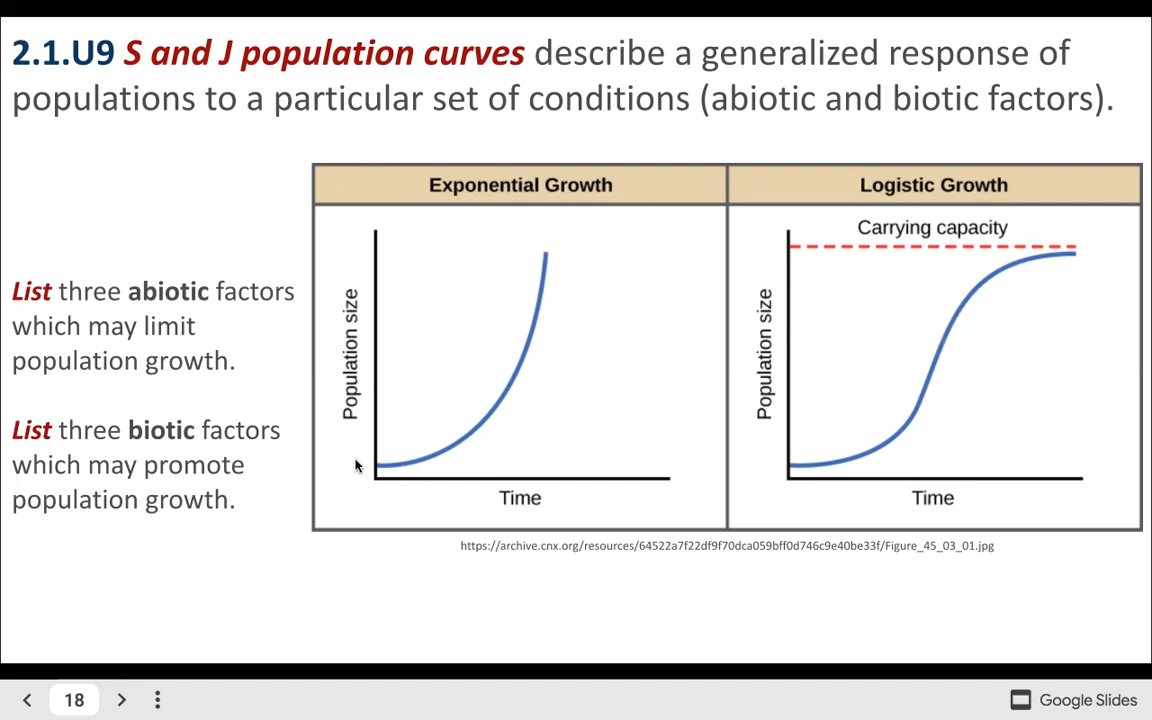 2.1.U9 S and J population curves describe a generalized response of
populations to a particular set of conditions (abiotic and biotic factors).
List three abiotic factors
which may limit
population growth.
List three biotic factors
which may promote
population growth.
Exponential Growth
Population size
Time
Logistic Growth
Carrying capacity
Population size
Time
https://archive.cnx.org/resources/64522a7f22df9f70dca059bff0d746c9e40be33f/Figure_45_03_01.jpg
18
Google Slides